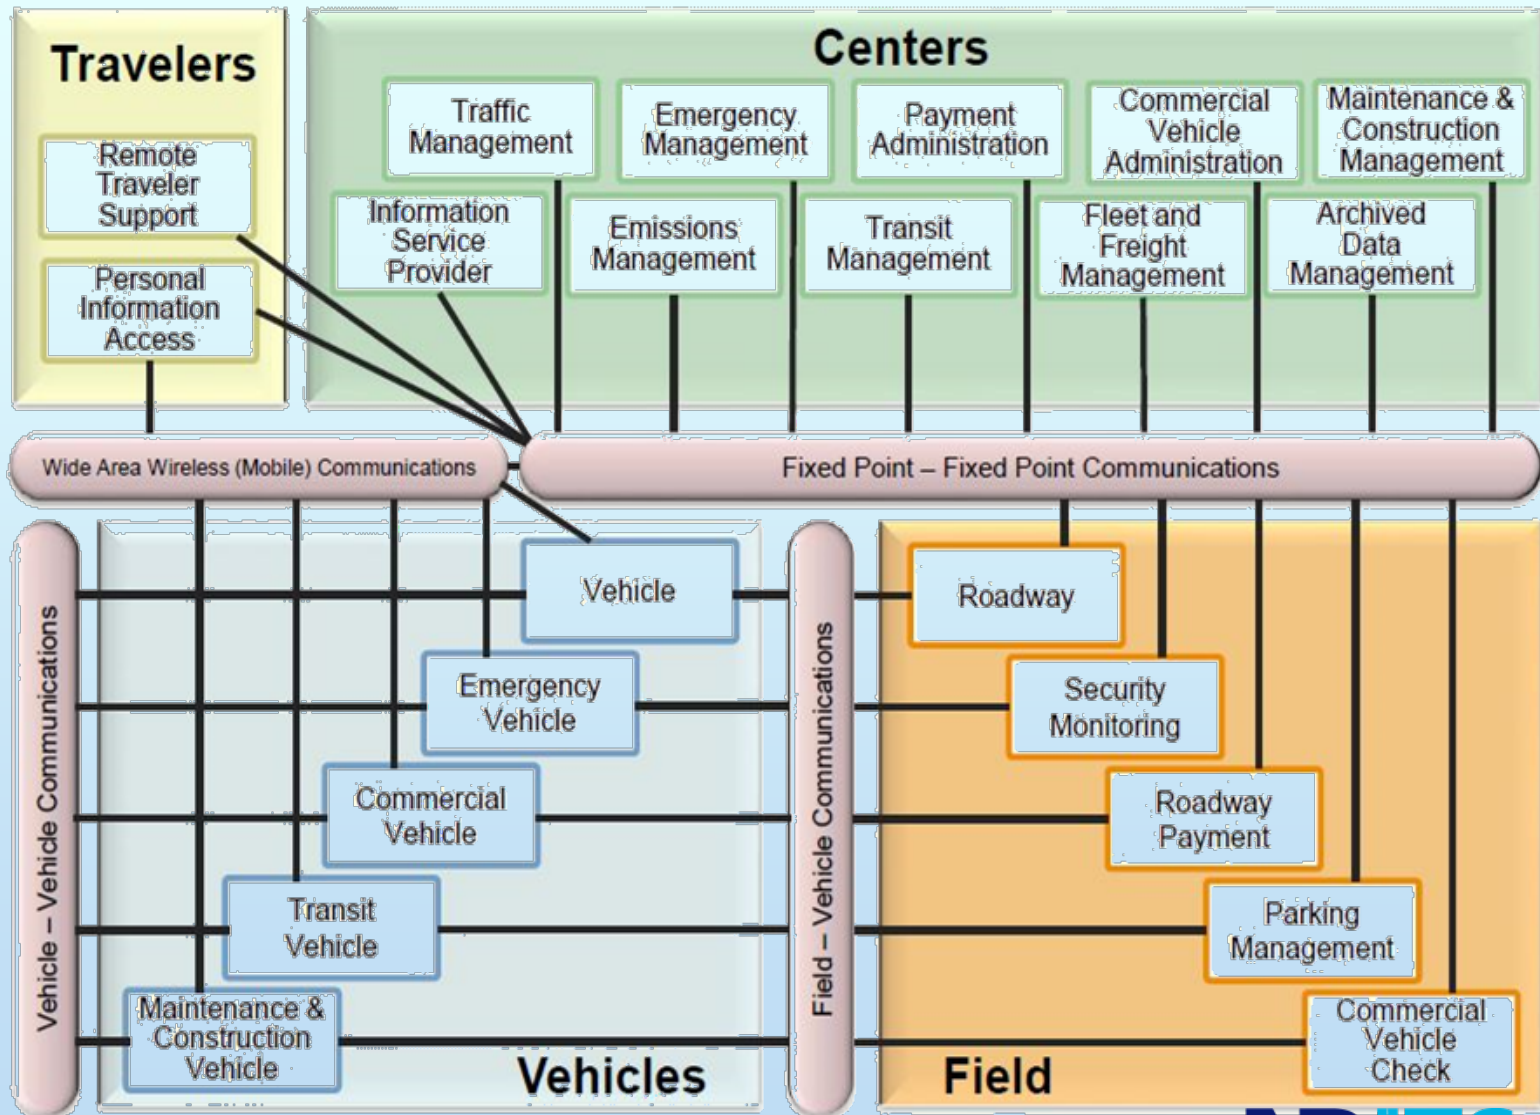 Travelers
Remote
Traveler
Support
Personal
Information
Access
Centers
Traffic
Management
Emergency
Management
Payment
Administration
Commercial
Vehicle
Administration
Maintenance &
Construction
Management
Information
Service
Provider
Emissions
Management
Transit
Management
Fleet and
Freight
Management
Archived
Data
Management
Wide Area Wireless (Mobile) Communications
Fixed Point – Fixed Point Communications
Vehicle – Vehicle Communications
Vehicle
Emergency
Vehicle
Commercial
Vehicle
Transit
Vehicle
Maintenance &
Construction
Vehicle
Vehicles
Field – Vehicle Communications
Roadway
Security
Monitoring
Roadway
Payment
Parking
Management
Commercial
Vehicle
Check
Field